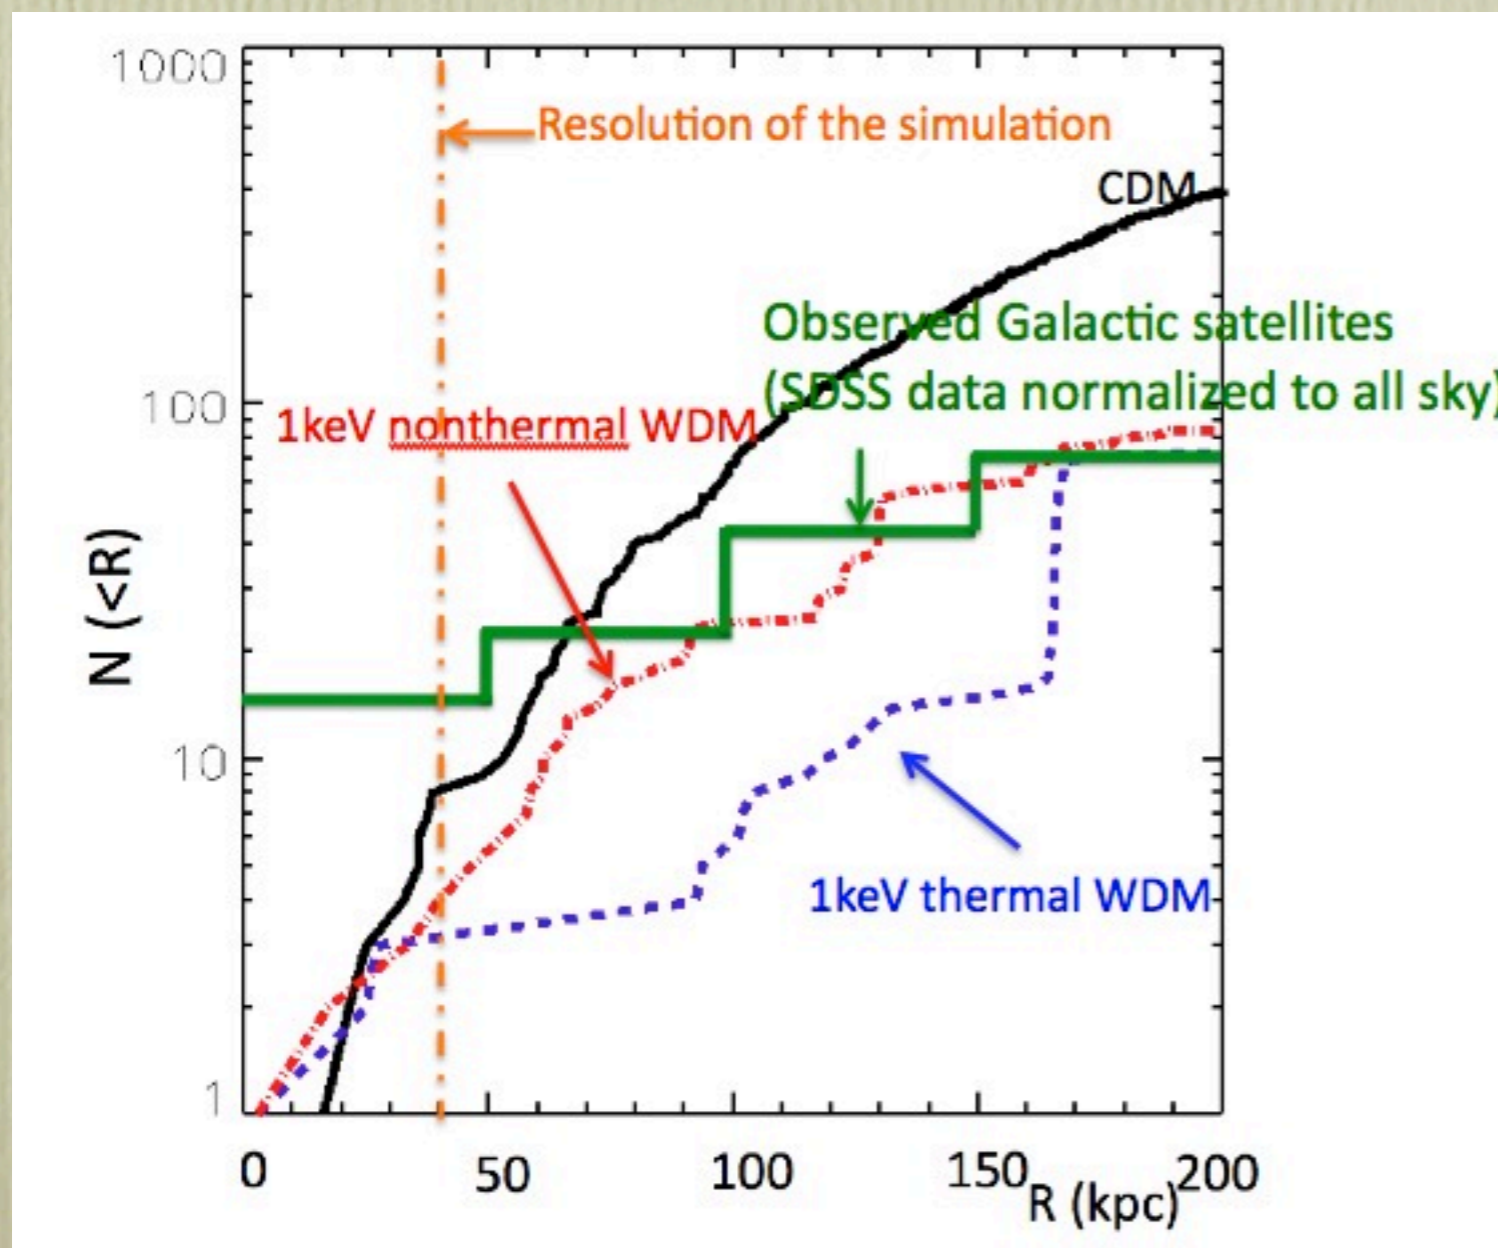 1000
Resolution of the simulation
CDM
Observed Galactic satellites
(SDSS data normalized to all sky)
100
1keV nonthermal WDM
N (<R)
10
1keV thermal WDM
1
0 50 100 150 200
R (kpc)